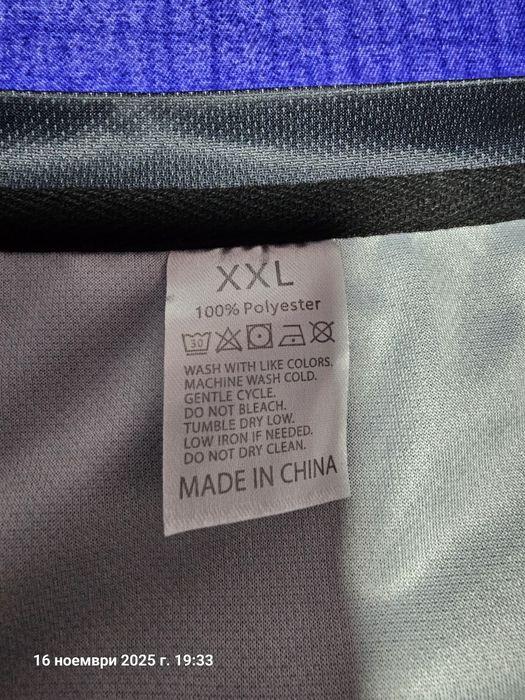 XXL
100% Polyester
30
WASH WITH LIKE COLORS.
MACHINE WASH COLD.
GENTLE CYCLE.
DO NOT BLEACH.
TUMBLE DRY LOW.
LOW IRON IF NEEDED.
DO NOT DRY CLEAN.
MADE IN CHINA
16 ноември 2025 г. 19:33